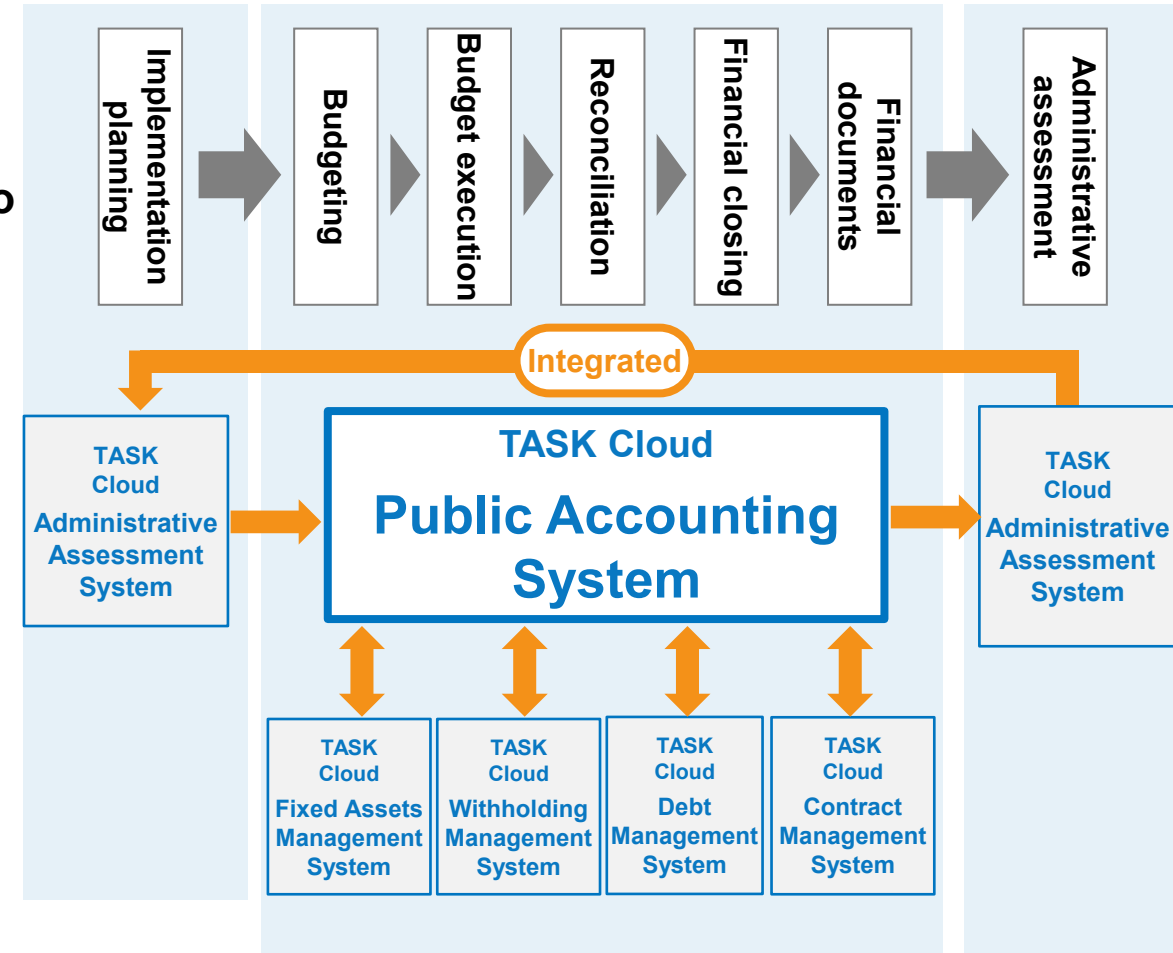 Implementation
planning
Budgeting
Budget execution
Reconciliation
Financial closing
Financial
documents
Administrative
assessment
o
Integrated
TASK
Cloud
Administrative
Assessment
System
TASK Cloud
Public Accounting
System
TASK
Cloud
Administrative
Assessment
System
TASK
Cloud
Fixed Assets
Management
System
TASK
Cloud
Withholding
Management
System
TASK
Cloud
Debt
Management
System
TASK
Cloud
Contract
Management
System